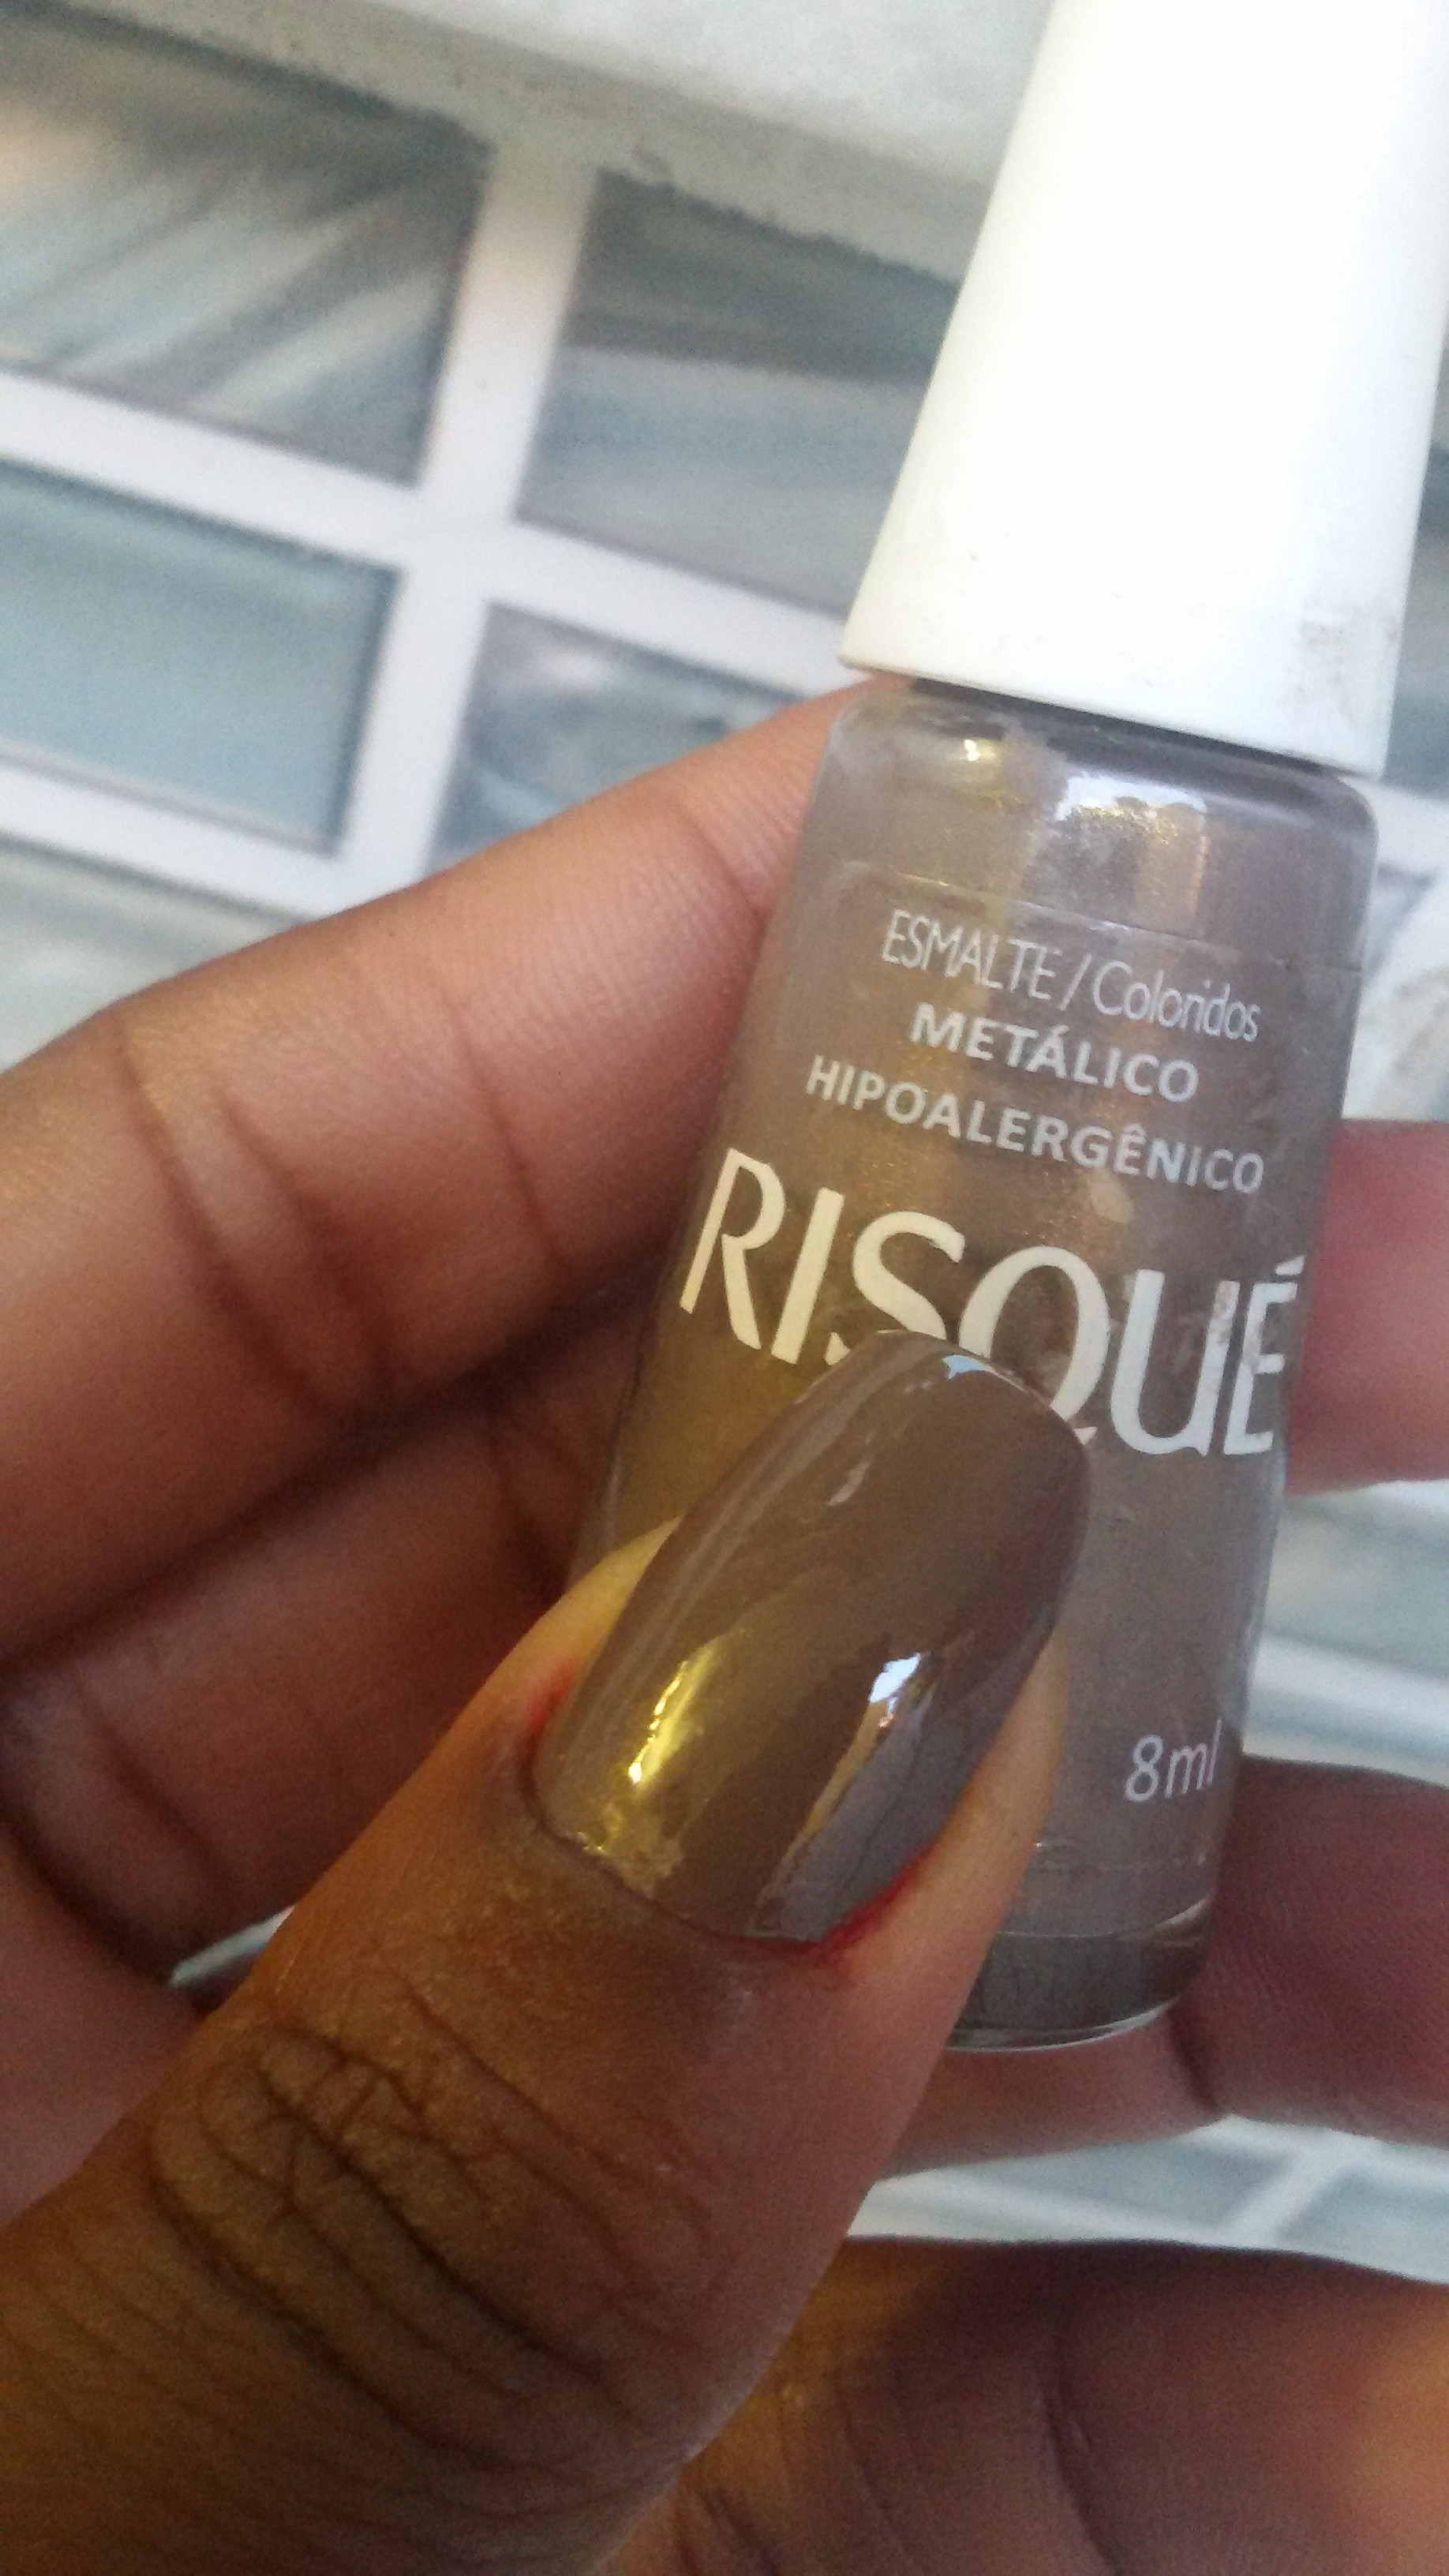 ESMALTE / Coloridos
METÁLICO
HIPOALERGÊNICO
RISQUÉ
8ml